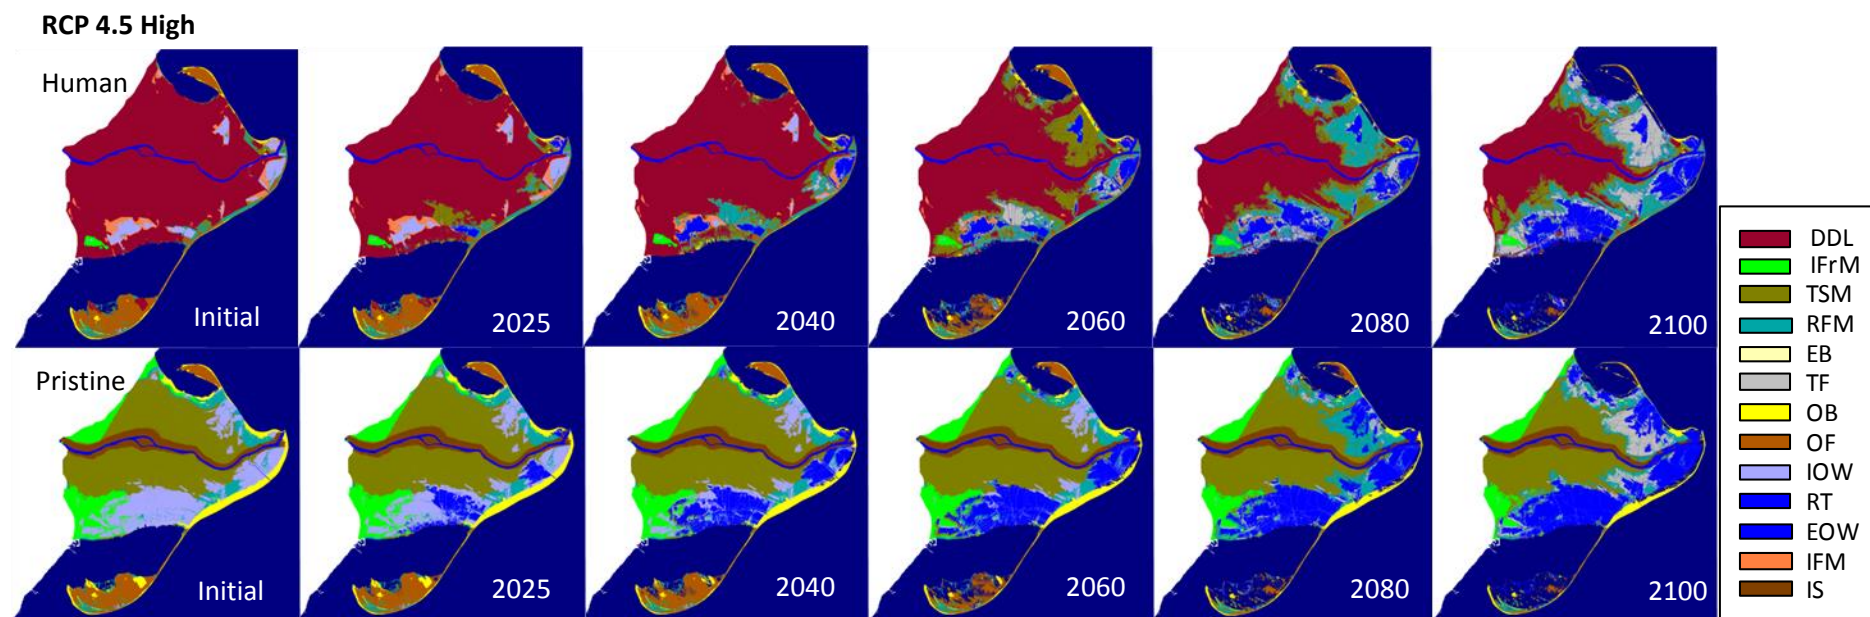 RCP 4.5 High
Human
Initial
2025
2040
2060
2080
2100
Pristine
Initial
2025
2040
2060
2080
2100
DDL
IFrM
TSM
RFM
EB
TF
OB
OF
IOW
RT
EOW
IFM
IS